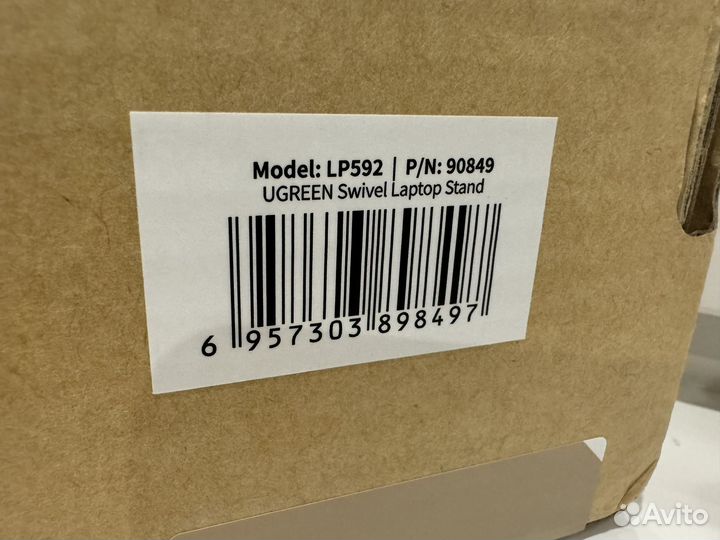 Model: LP592 | P/N: 90849
UGREEN Swivel Laptop Stand
6 957303 898497
Avito